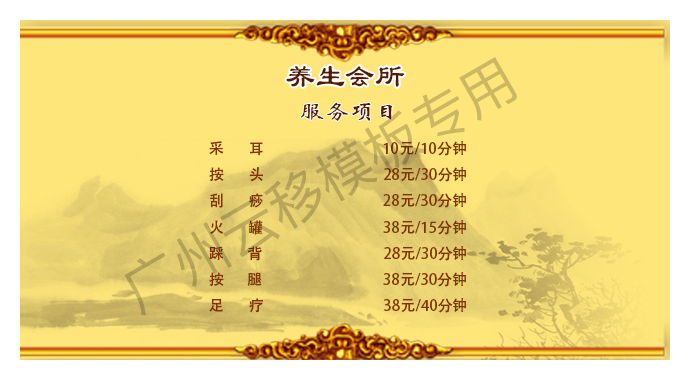 养生会所
服务项目
采 耳 10元/10分钟
按 头 28元/30分钟
刮 痧 28元/30分钟
火 罐 38元/15分钟
踩 背 28元/30分钟
按 腿 38元/30分钟
足 疗 38元/40分钟
广州云移模板专用